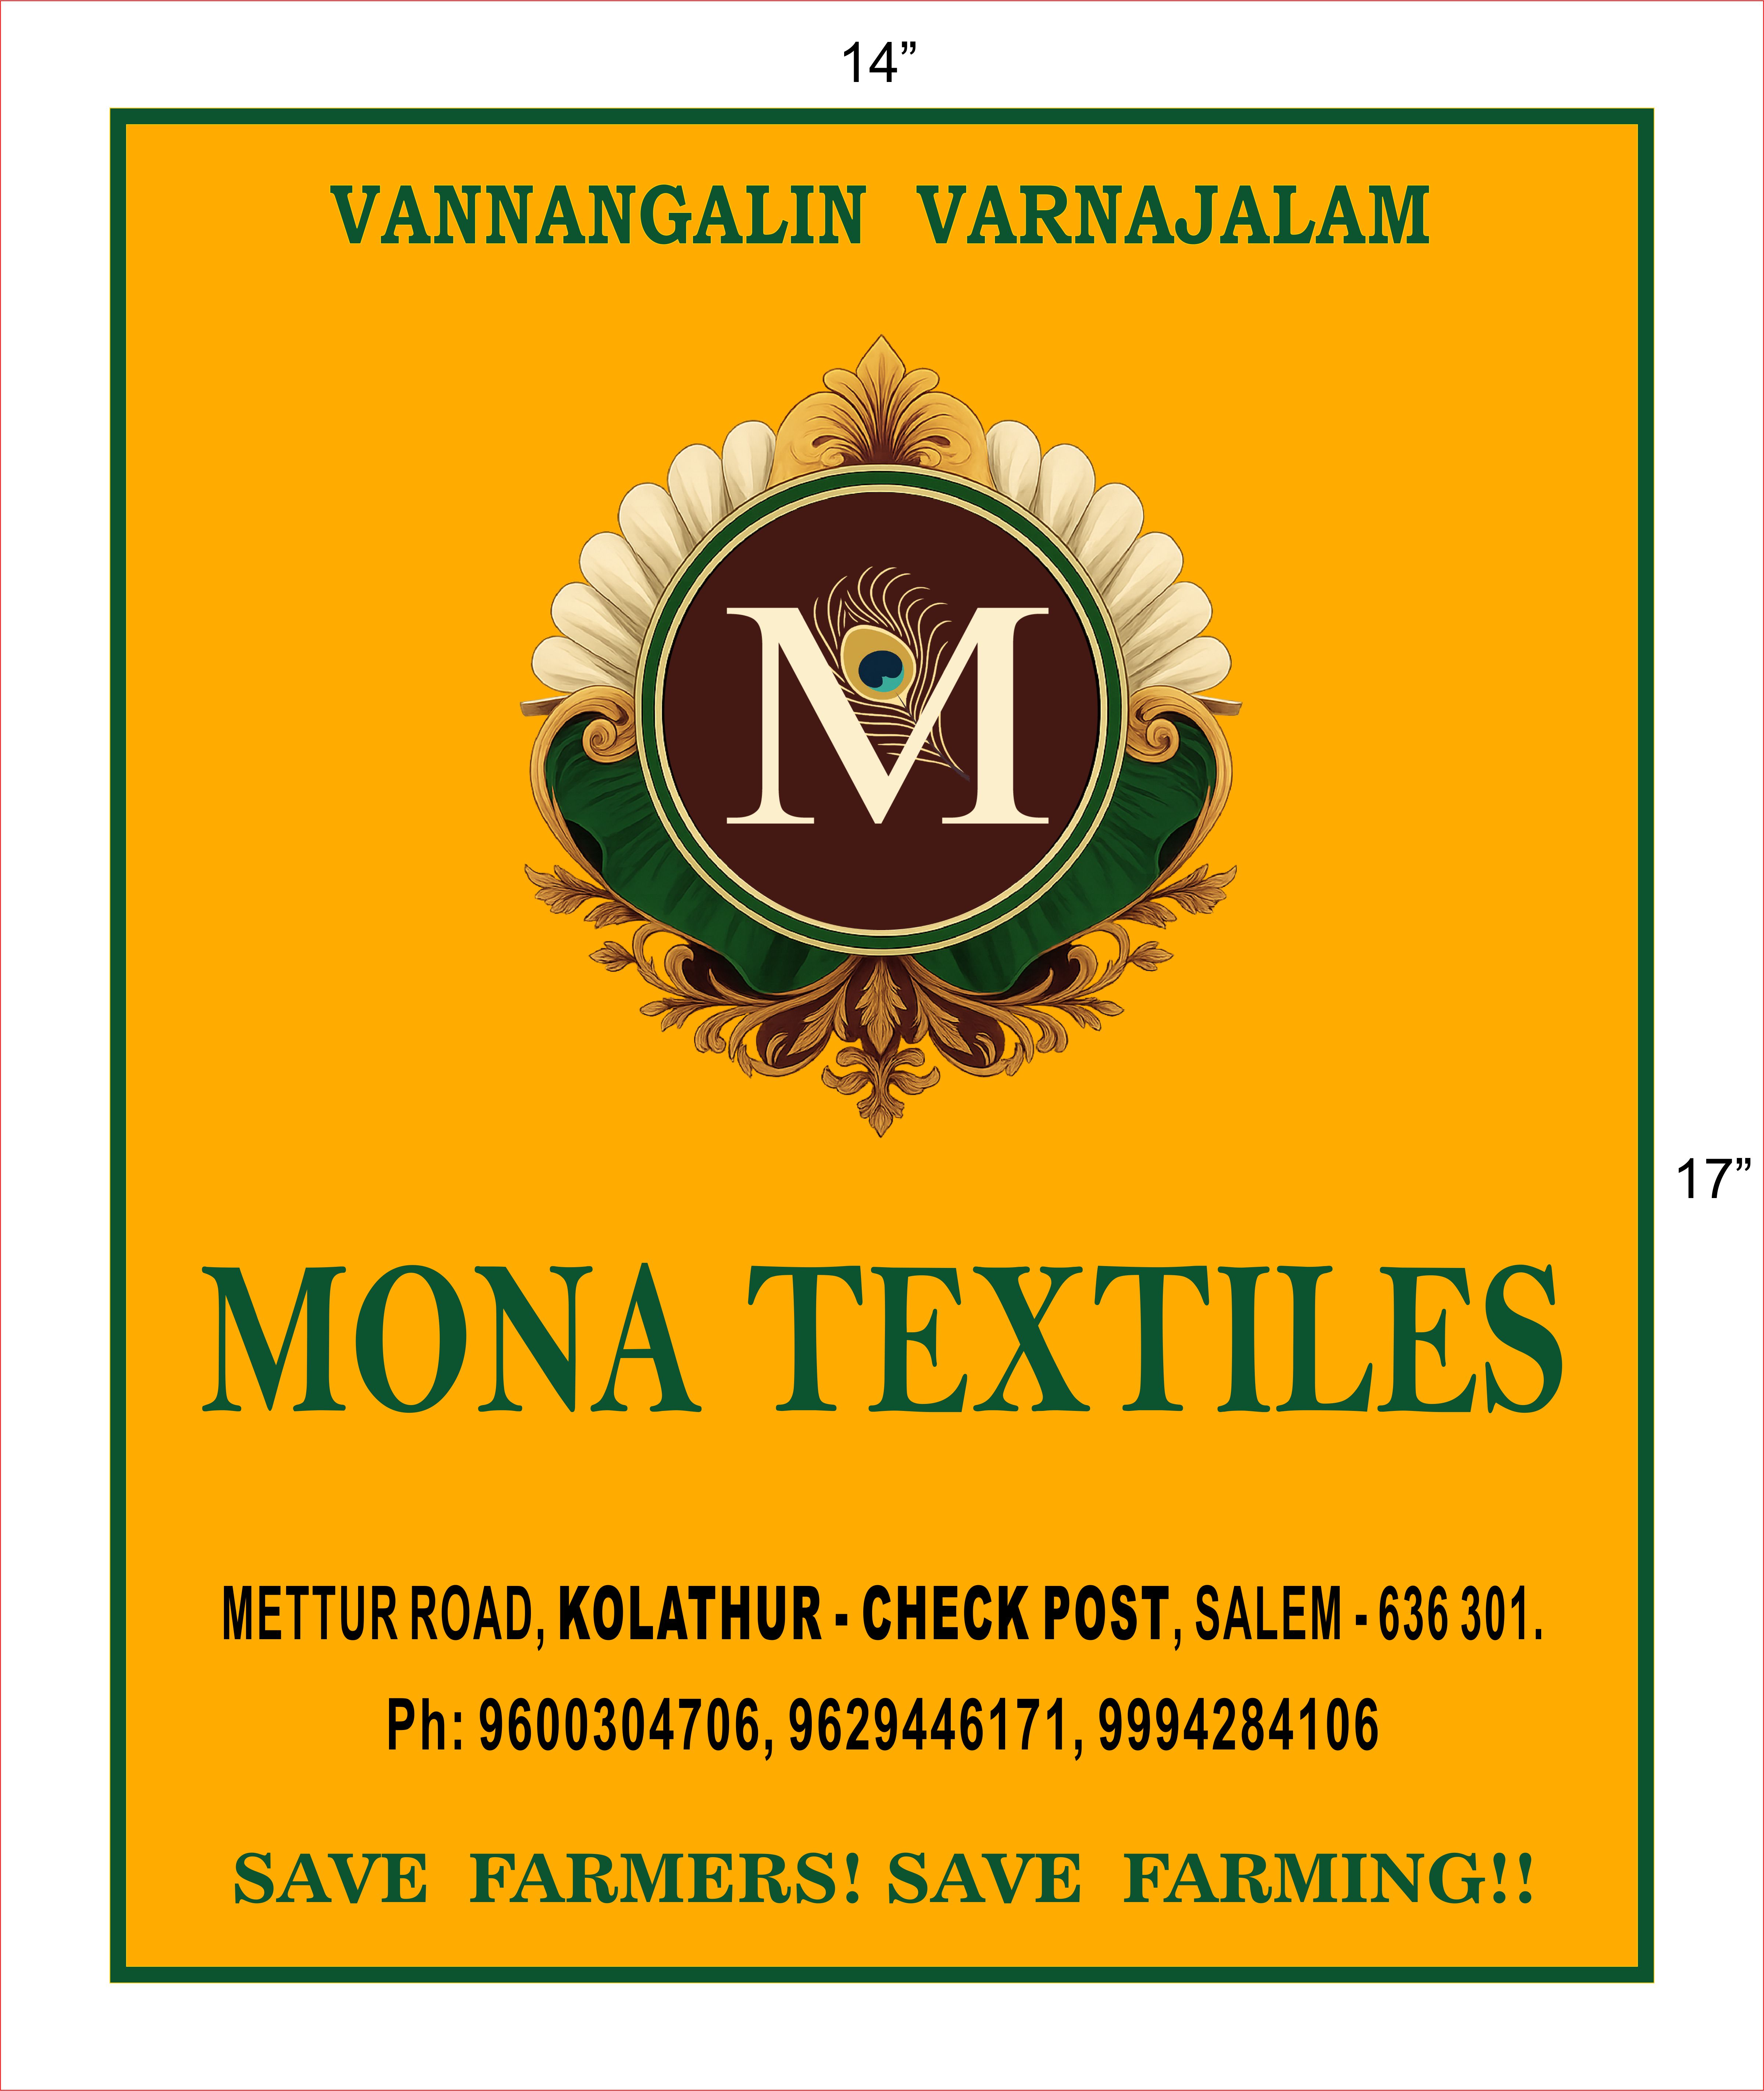 14”
VANNANGALIN VARNAJALAM
M
17”
MONA TEXTILES
METTUR ROAD, KOLATHUR - CHECK POST, SALEM - 636 301.
Ph: 9600304706, 9629446171, 9994284106
SAVE FARMERS! SAVE FARMING!!